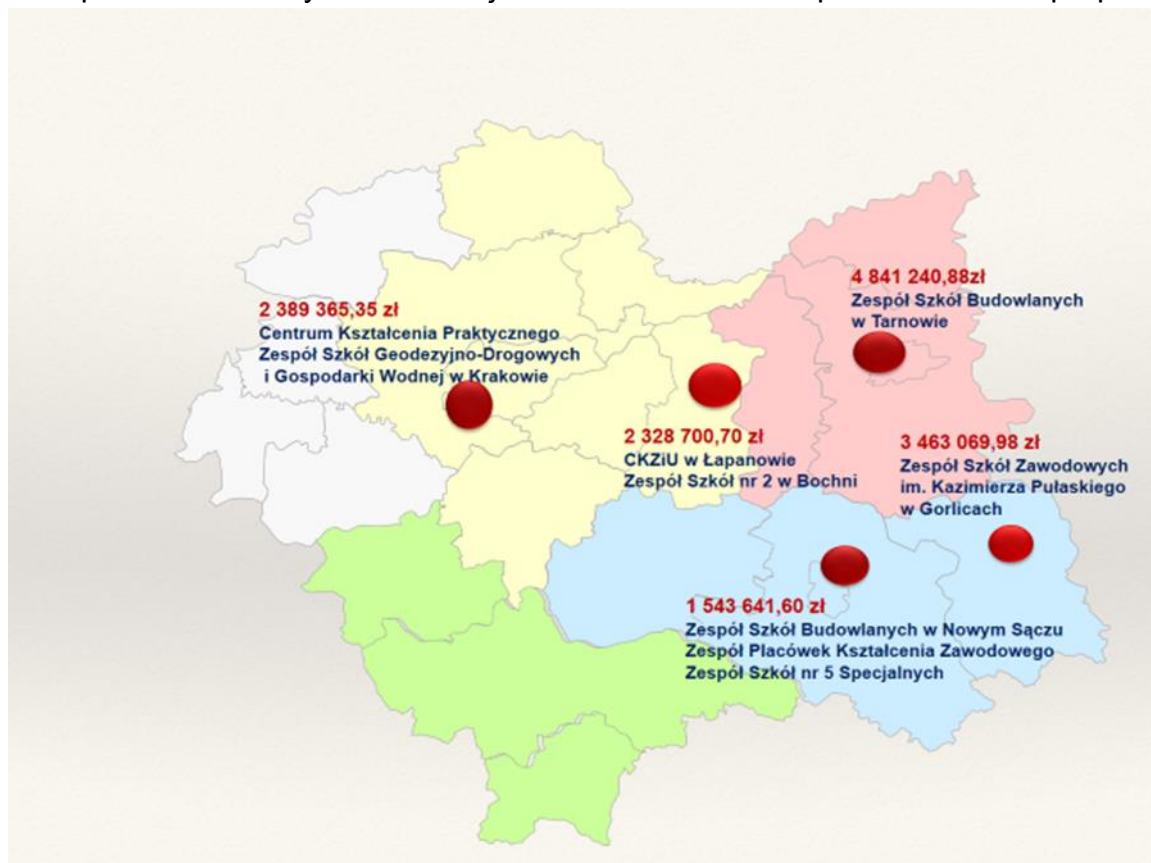 2 389 365,35 zł
Centrum Kształcenia Praktycznego
Zespół Szkół Geodezyjno-Drogowych
i Gospodarki Wodnej w Krakowie
4 841 240,88zł
Zespół Szkół Budowlanych
w Tarnowie
2 328 700,70 zł
CKZiU w Łapanowie
Zespół Szkół nr 2 w Bochni
3 463 069,98 zł
Zespół Szkół Zawodowych
im. Kazimierza Pułaskiego
w Gorlicach
1 543 641,60 zł
Zespół Szkół Budowlanych w Nowym Sączu
Zespół Placówek Kształcenia Zawodowego
Zespół Szkół nr 5 Specjalnych